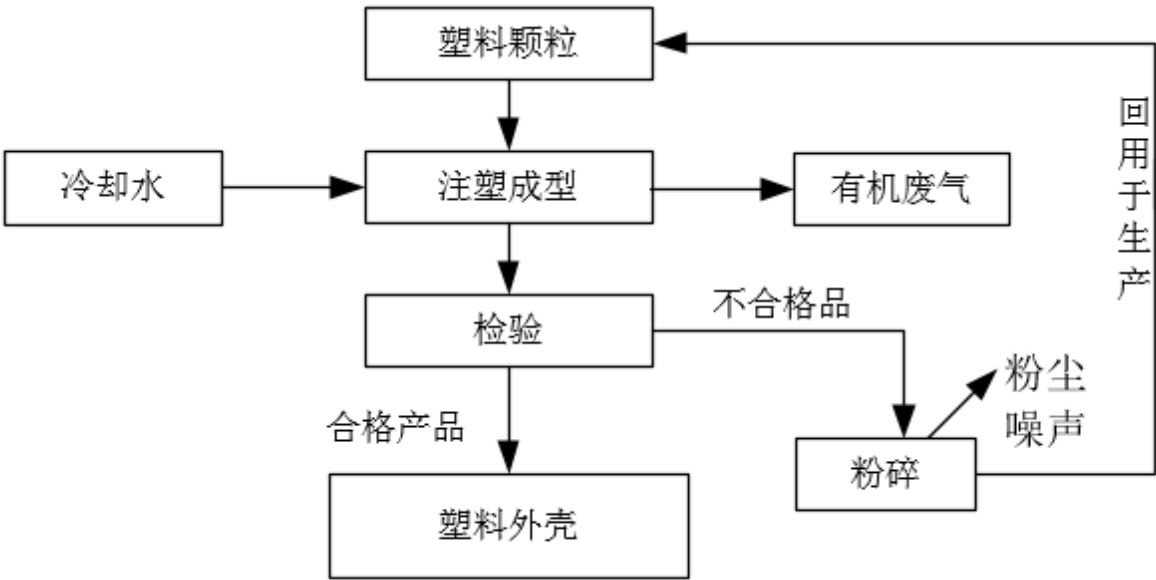 塑料颗粒
冷却水
注塑成型
有机废气
回用于生产
检验
不合格品
粉尘
噪声
合格产品
粉碎
塑料外壳